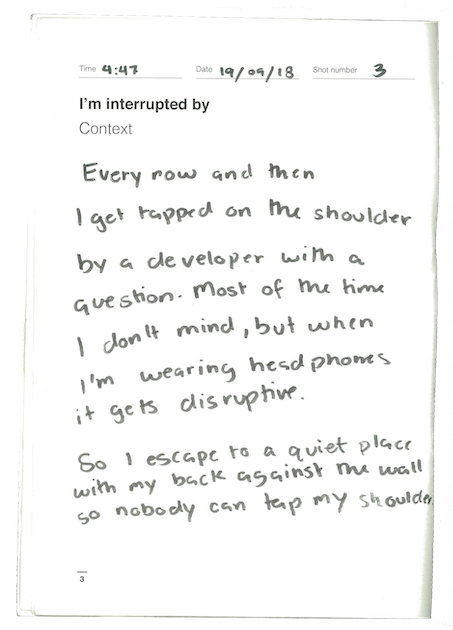 Time 4:47 Date 19/09/18 Shot number 3
I'm interrupted by
Context
Every now and then
I get tapped on the shoulder
by a developer with a
question. Most of the time
I don't mind, but when
I'm wearing headphones
it gets disruptive.
So I escape to a quiet place
with my back against the wall
so nobody can tap my shoulder
3